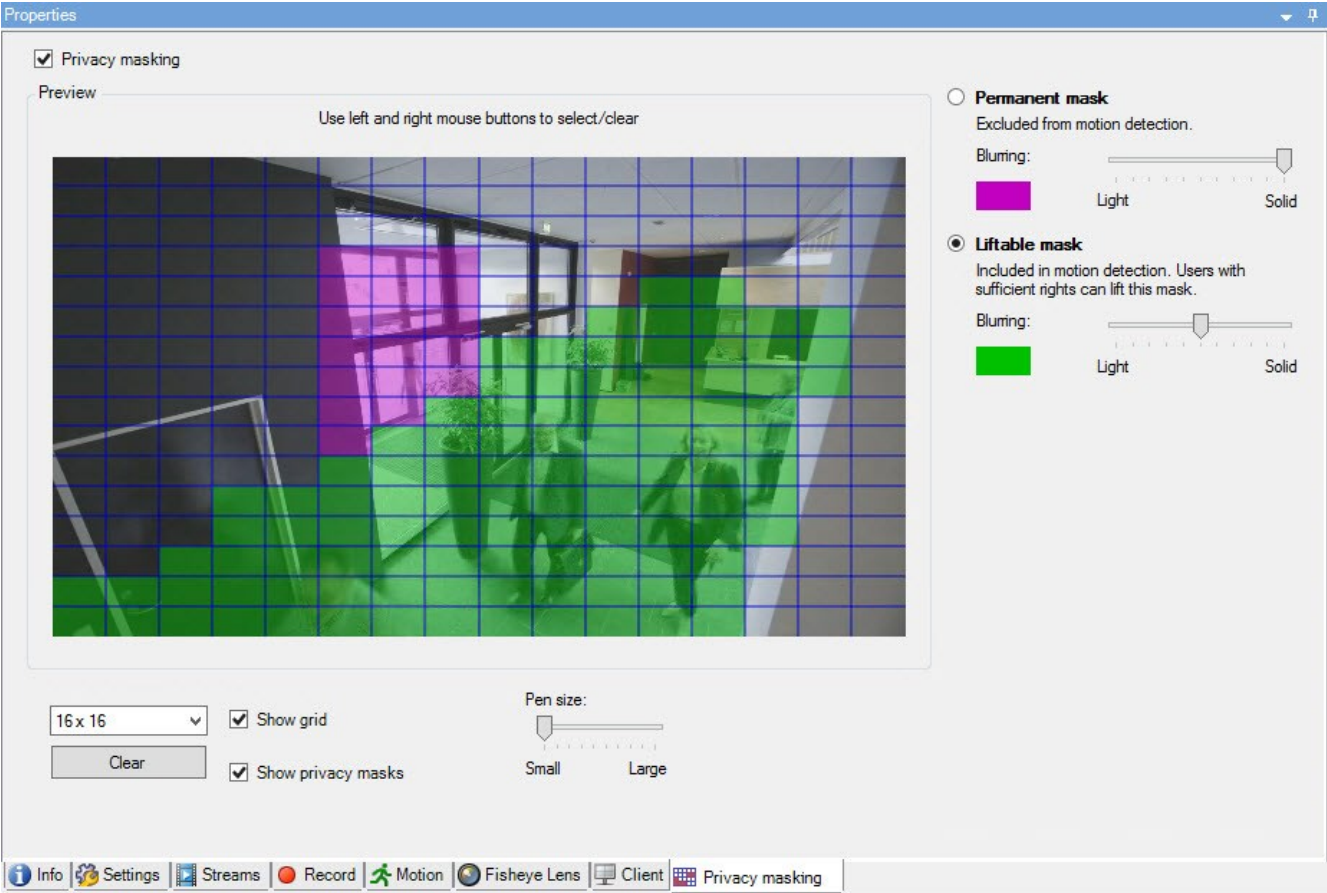 Properties
Privacy masking
Preview
Use left and right mouse buttons to select/clear
Permanent mask
Excluded from motion detection.
Blurring:
Light Solid
Liftable mask
Included in motion detection. Users with
sufficient rights can lift this mask.
Blurring:
Light Solid
16 x 16
Show grid
Pen size:
Clear
Show privacy masks
Small Large
Info Settings Streams Record Motion Fisheye Lens Client Privacy masking